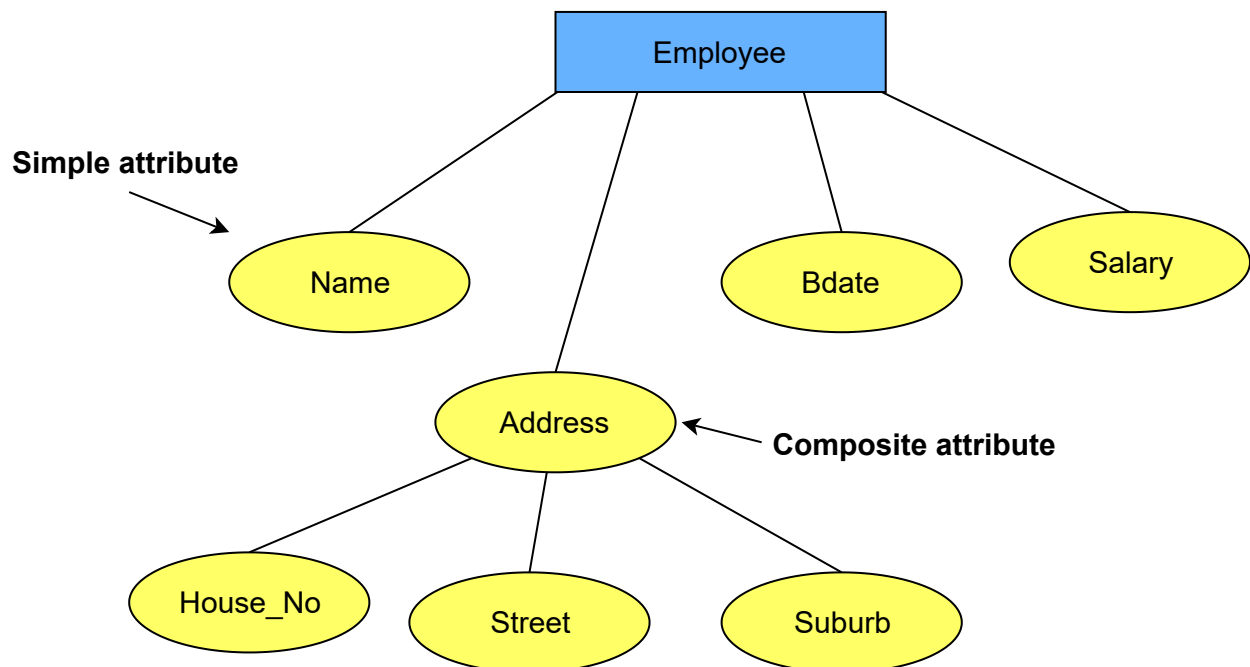 Employee
Simple attribute
Name
Bdate
Salary
Address
Composite attribute
House_No
Street
Suburb